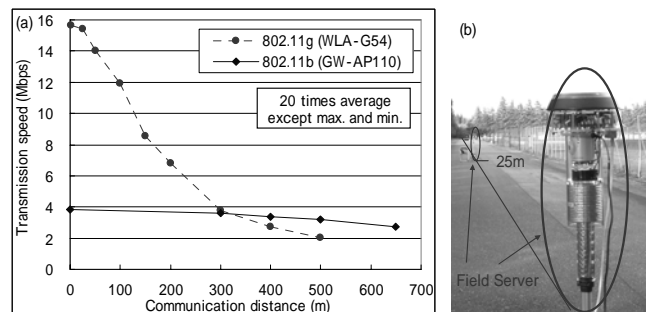 (a)
Transmission speed (Mbps)
16
14
12
10
8
6
4
2
0
802.11g (WLA-G54)
802.11b (GW-AP110)
20 times average
except max. and min.
0 100 200 300 400 500 600 700
Communication distance (m)
(b)
25m
Field Server